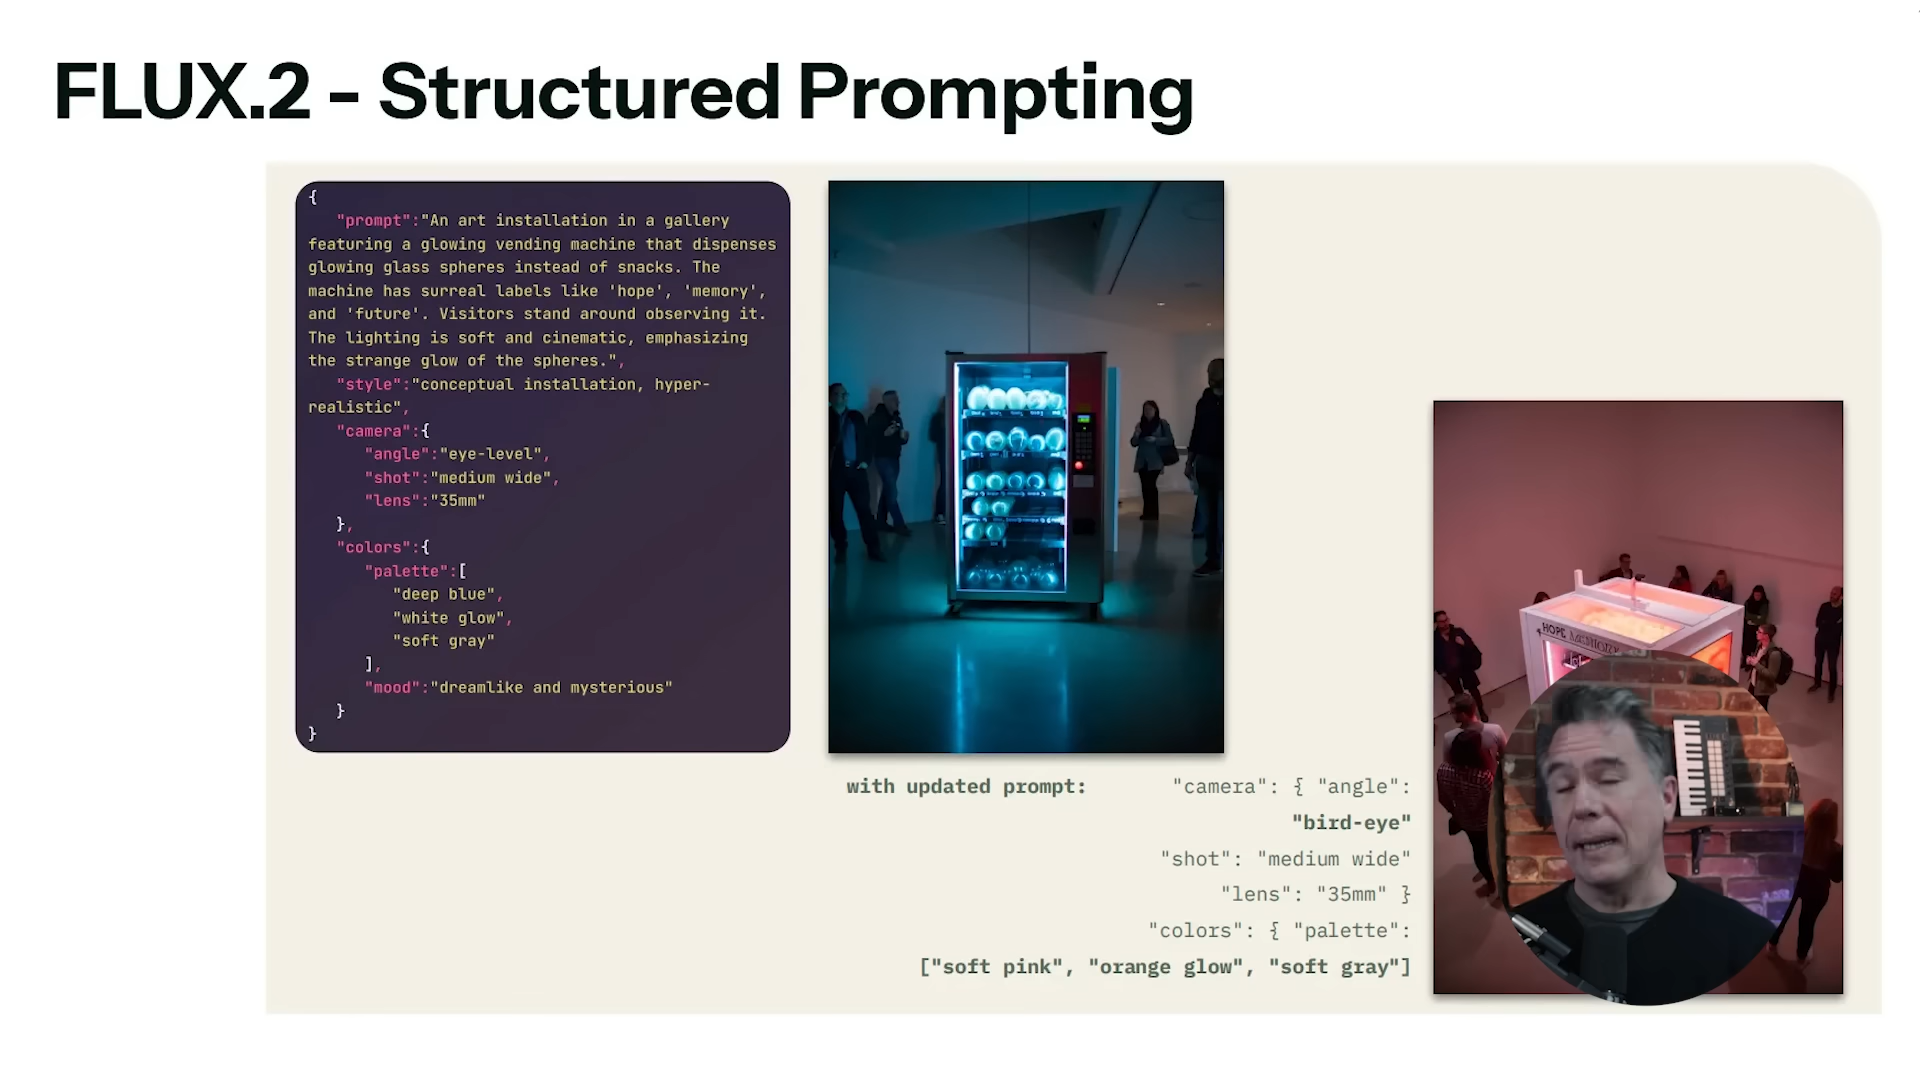 FLUX.2 - Structured Prompting
{
"prompt":"An art installation in a gallery
featuring a glowing vending machine that dispenses
glowing glass spheres instead of snacks. The
machine has surreal labels like 'hope', 'memory',
and 'future'. Visitors stand around observing it.
The lighting is soft and cinematic, emphasizing
the strange glow of the spheres.",
"style":"conceptual installation, hyper-
realistic",
"camera":{
"angle":"eye-level",
"shot":"medium wide",
"lens":"35mm"
},
"colors":{
"palette":[
"deep blue",
"white glow",
"soft gray"
],
"mood":"dreamlike and mysterious"
}
}
with updated prompt: "camera": { "angle":
"bird-eye"
"shot": "medium wide"
"lens": "35mm" }
"colors": { "palette":
["soft pink", "orange glow", "soft gray"]
HOPE